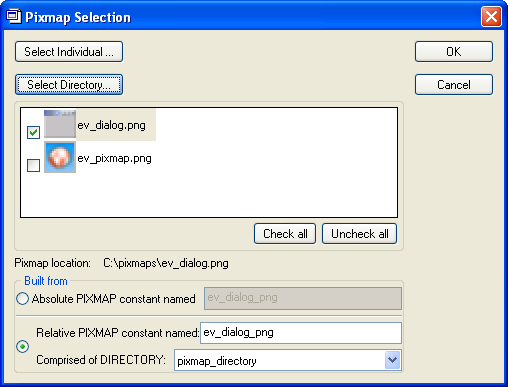 Pixmap Selection
Select Individual ...
OK
Select Directory...
Cancel
ev_dialog.png
ev_pixmap.png
Check all
Uncheck all
Pixmap location: C:\pixmaps\ev_dialog.png
Built from
Absolute PIXMAP constant named ev_dialog_png
Relative PIXMAP constant named: ev_dialog_png
Comprised of DIRECTORY: pixmap_directory